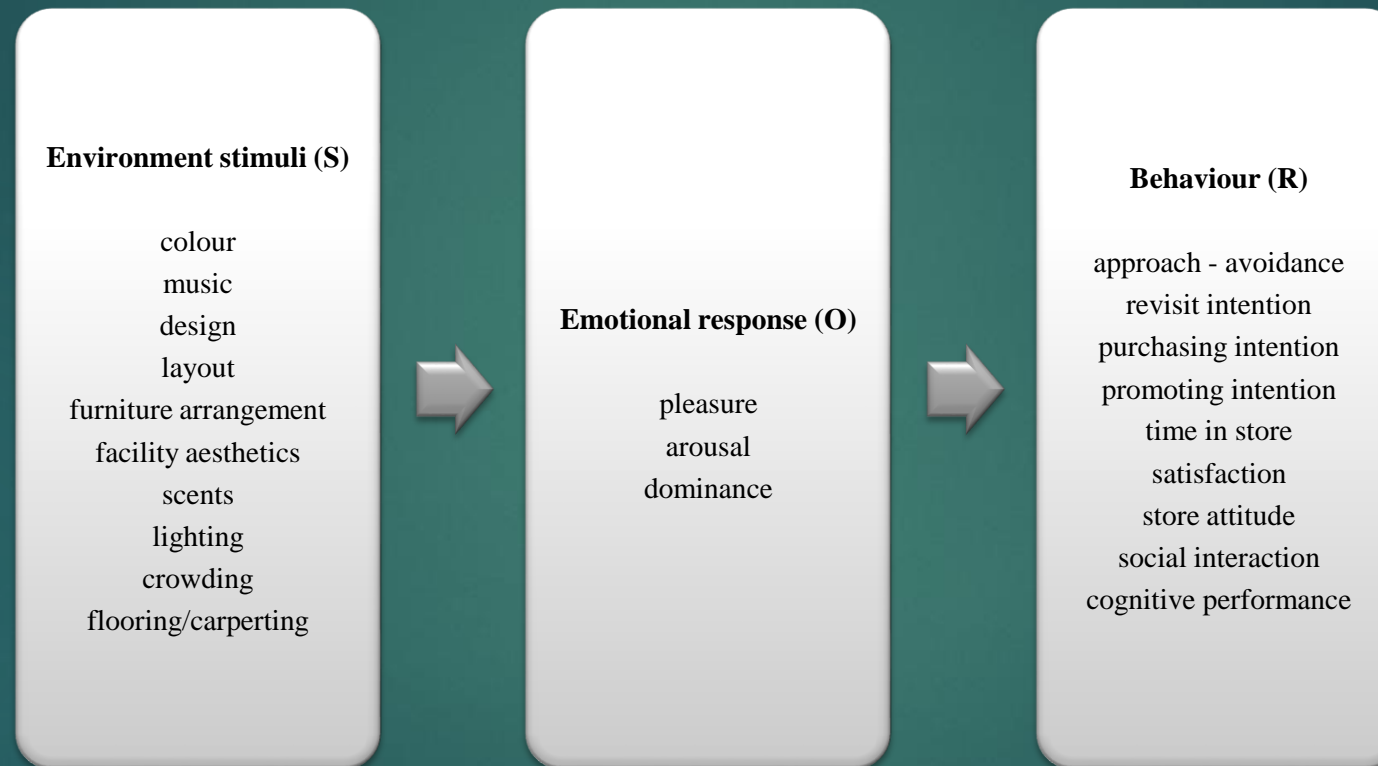 Environment stimuli (S)
colour
music
design
layout
furniture arrangement
facility aesthetics
scents
lighting
crowding
flooring/carperting
Emotional response (O)
pleasure
arousal
dominance
Behaviour (R)
approach - avoidance
revisit intention
purchasing intention
promoting intention
time in store
satisfaction
store attitude
social interaction
cognitive performance